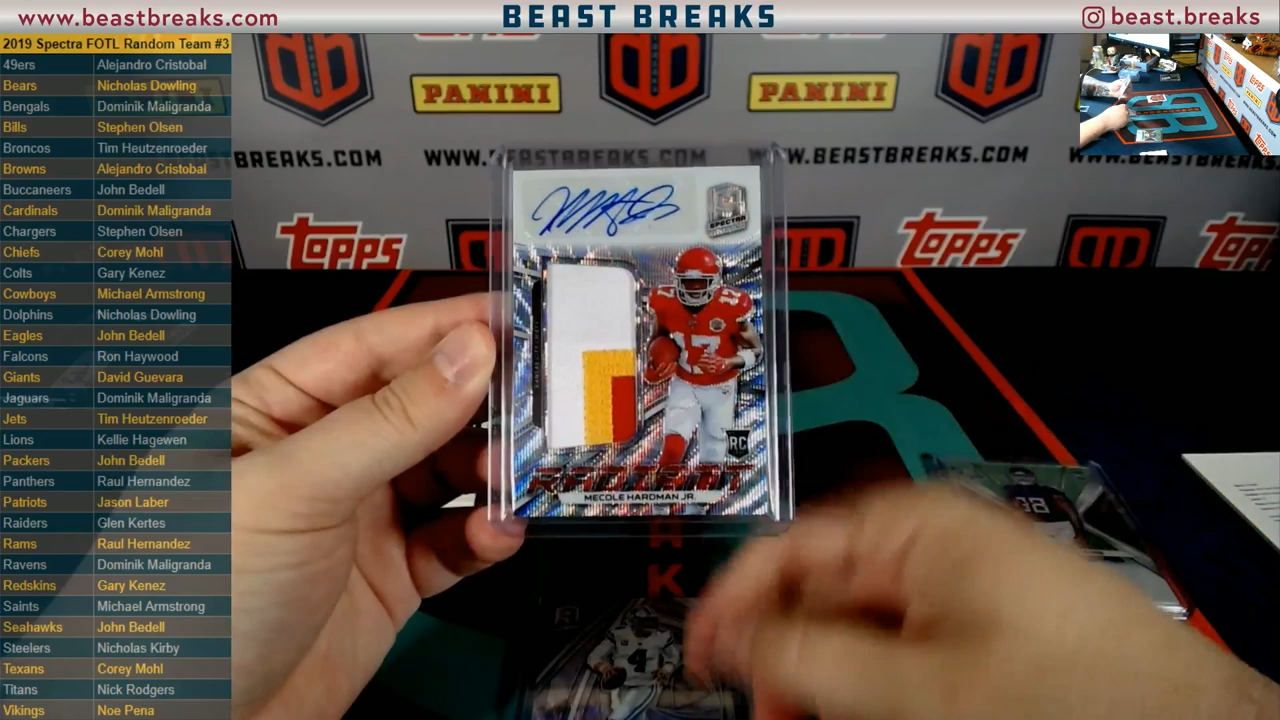 www.beastbreaks.com
BEAST BREAKS
beast.breaks
2019 Spectra FOTL Random Team #3
49ers Alejandro Cristobal
Bears Nicholas Dowling
Bengals Dominik Maligranda
Bills Stephen Olsen
Broncos Tim Heutzenroeder
Browns Alejandro Cristobal
Buccaneers John Bedell
Cardinals Dominik Maligranda
Chargers Stephen Olsen
Chiefs Corey Mohl
Colts Gary Kenez
Cowboys Michael Armstrong
Dolphins Nicholas Dowling
Eagles John Bedell
Falcons Ron Haywood
Giants David Guevara
Jaguars Dominik Maligranda
Jets Tim Heutzenroeder
Lions Kellie Hagewen
Packers John Bedell
Panthers Raul Hernandez
Patriots Jason Laber
Raiders Glen Kertes
Rams Raul Hernandez
Ravens Dominik Maligranda
Redskins Gary Kenez
Saints Michael Armstrong
Seahawks John Bedell
Steelers Nicholas Kirby
Texans Corey Mohl
Titans Nick Rodgers
Vikings Noe Pena
PANINI
PANINI
BREAKS.COM
WWW.BEASTBREAKS.COM
topps
topps
SPECTRA
17
17
RC
RADIANT
MECOLE HARDMAN JR.
4